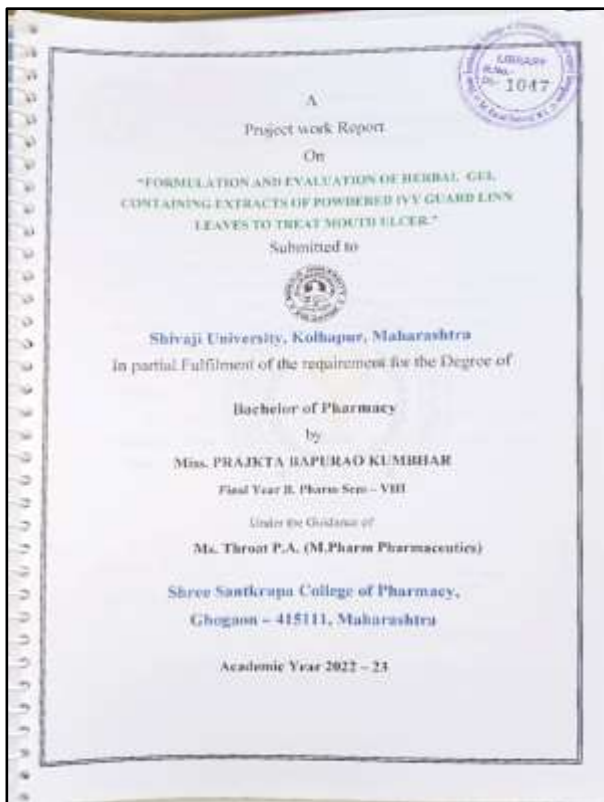 LIBRARY
R.No.-
1047
A
Project work Report
On
"FORMULATION AND EVALUATION OF HERBAL GEL
CONTAINING EXTRACTS OF POWDERED IVY GUARD LINN
LEAVES TO TREAT MOUTH ULCER."
Submitted to
Shivaji University, Kolhapur, Maharashtra
in partial Fulfilment of the requirement for the Degree of
Bachelor of Pharmacy
by
Miss. PRAJKTA BAPURAO KUMBHAR
Final Year B. Pharm Sem – VIII
Under the Guidance of
Ms. Throat P.A. (M.Pharm Pharmaceutics)
Shree Santkrupa College of Pharmacy,
Ghogaon – 415111, Maharashtra
Academic Year 2022 – 23